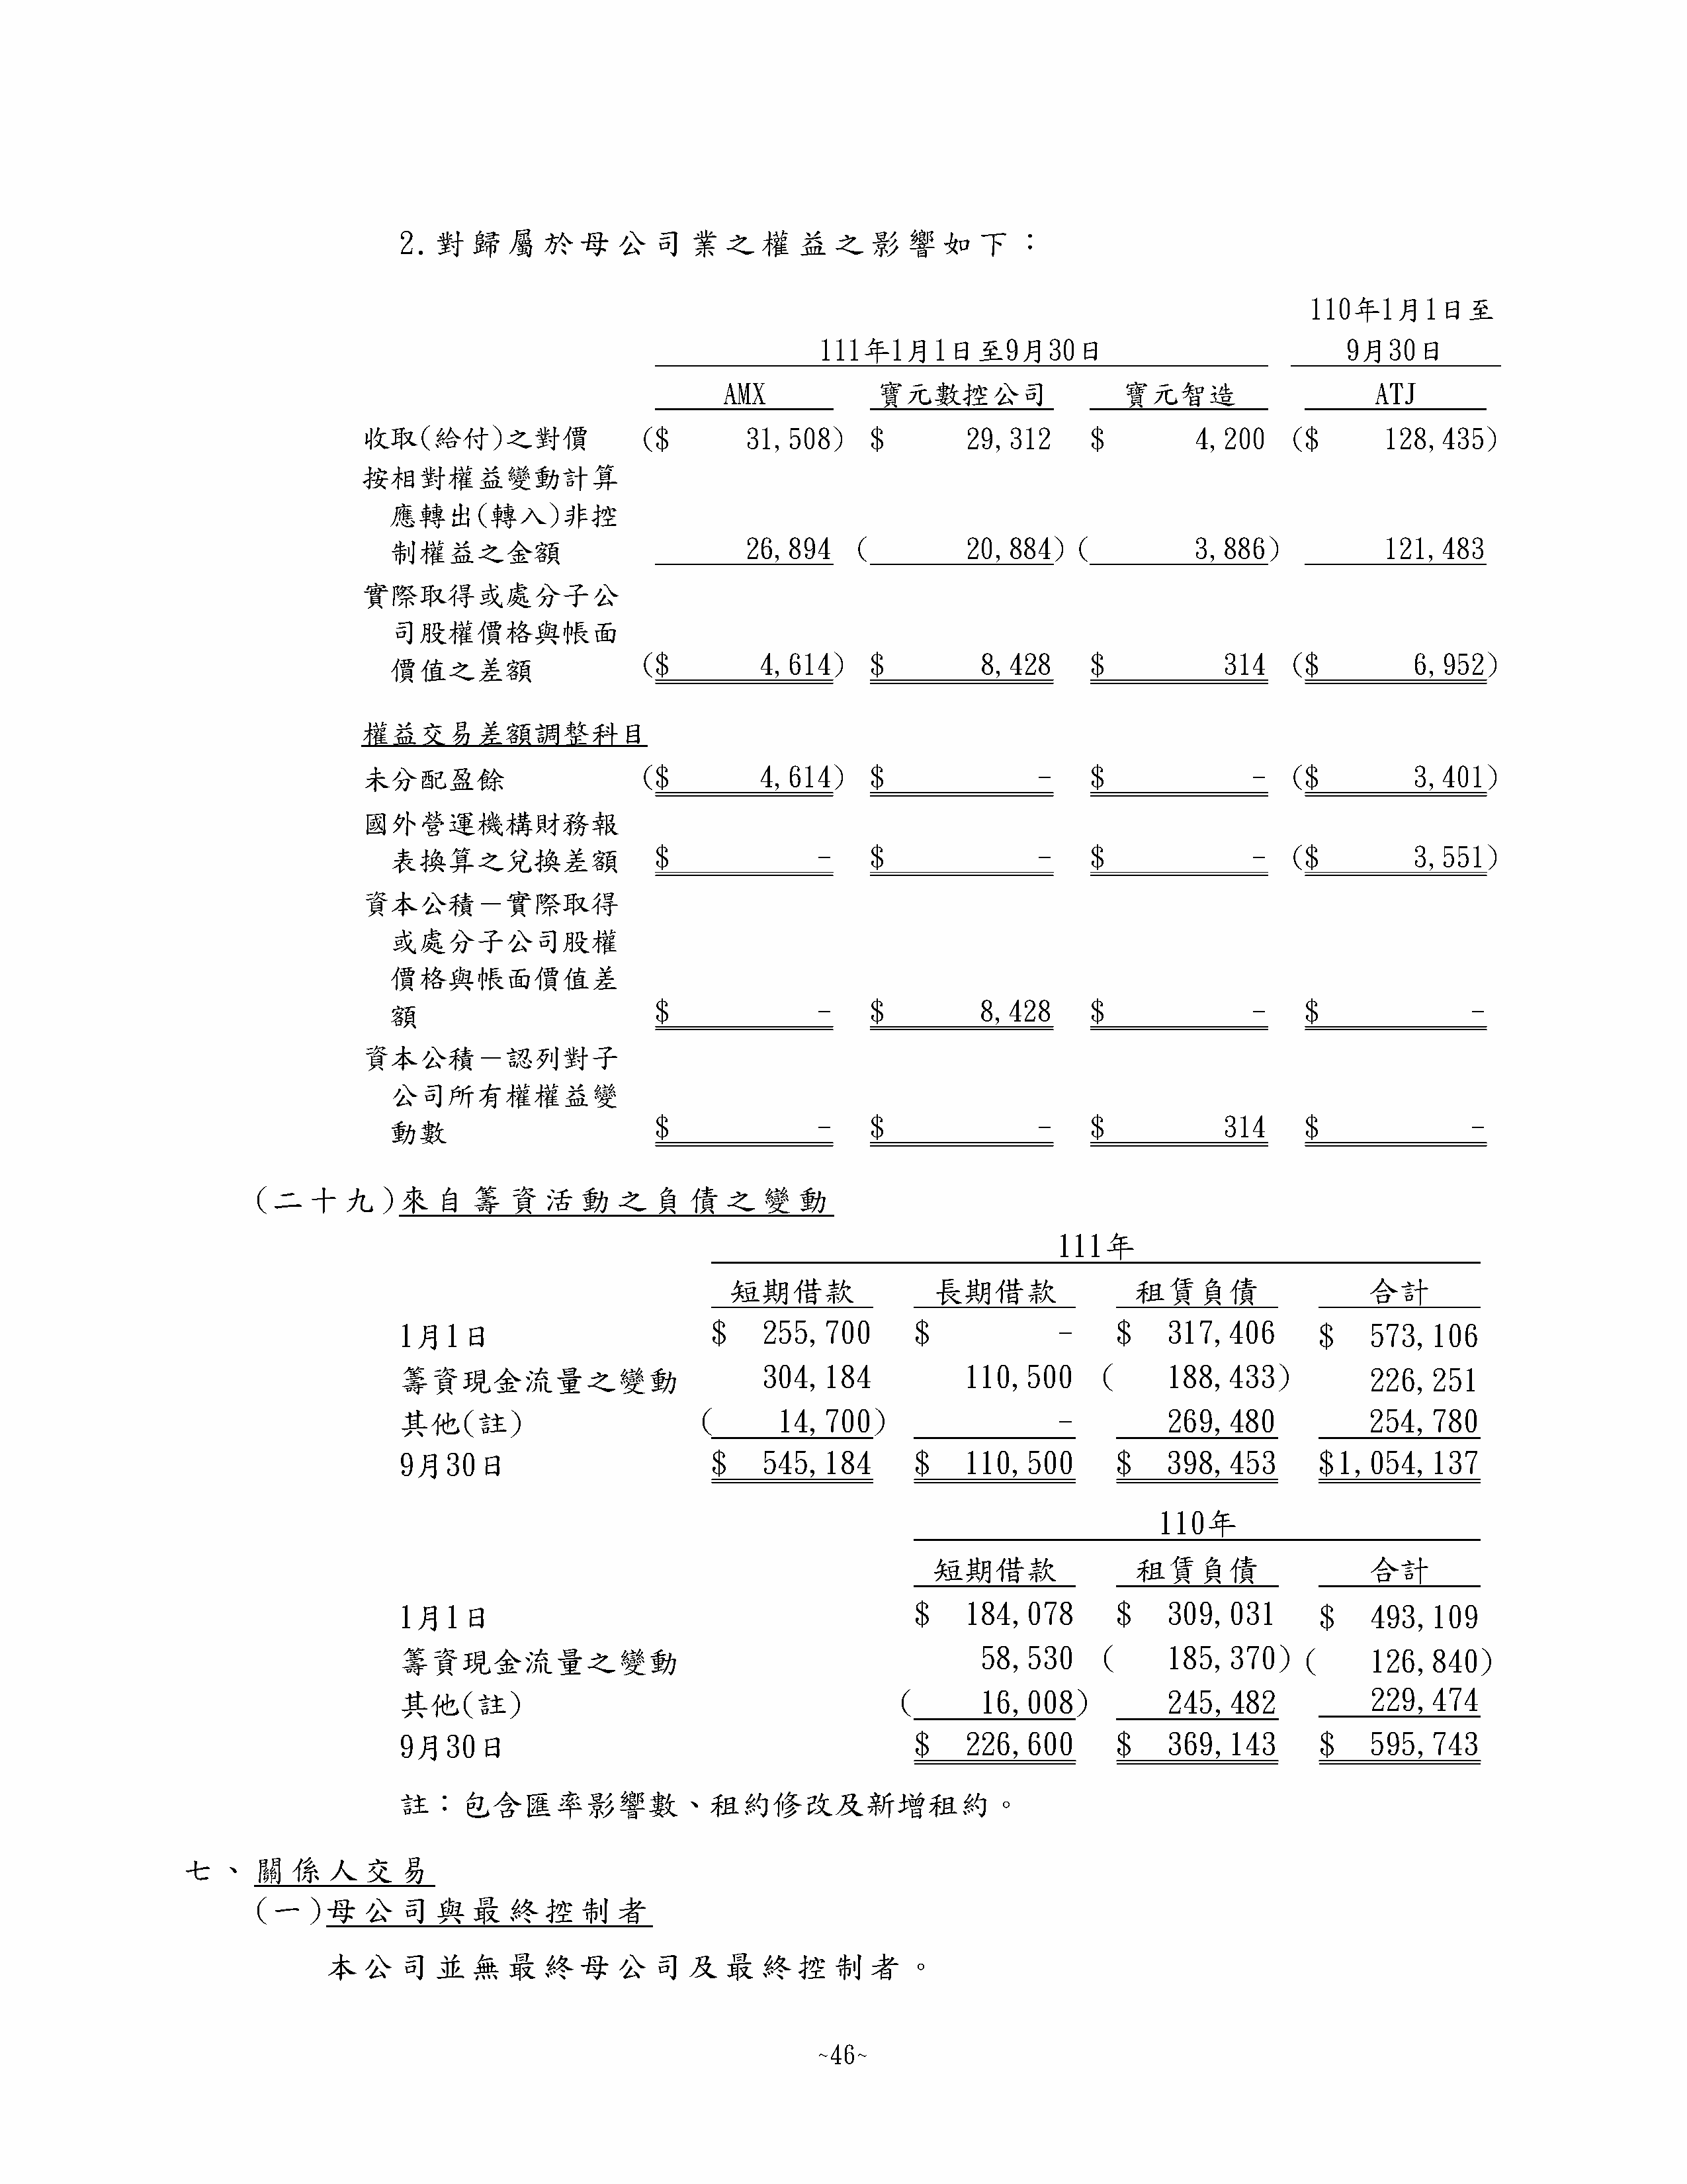 2.對歸屬於母公司業之權益之影響如下：
110年1月1日至
111年1月1日至9月30日 9月30日
AMX 寶元數控公司 寶元智造 ATJ
收取(給付)之對價 ($ 31,508) $ 29,312 $ 4,200 ($ 128,435)
按相對權益變動計算
應轉出(轉入)非控
制權益之金額 26,894 ( 20,884) ( 3,886) 121,483
實際取得或處分子公
司股權價格與帳面
價值之差額 ($ 4,614) $ 8,428 $ 314 ($ 6,952)
權益交易差額調整科目
未分配盈餘 ($ 4,614) $ - $ - ($ 3,401)
國外營運機構財務報
表換算之兌換差額 $ - $ - $ - ($ 3,551)
資本公積－實際取得
或處分子公司股權
價格與帳面價值差
額 $ - $ 8,428 $ - $ -
資本公積－認列對子
公司所有權權益變
動數 $ - $ - $ 314 $ -
(二十九)來自籌資活動之負債之變動
111年
短期借款 長期借款 租賃負債 合計
1月1日 $ 255,700 $ - $ 317,406 $ 573,106
籌資現金流量之變動 304,184 110,500 ( 188,433) 226,251
其他(註) ( 14,700) - 269,480 254,780
9月30日 $ 545,184 $ 110,500 $ 398,453 $1,054,137
110年
短期借款 租賃負債 合計
1月1日 $ 184,078 $ 309,031 $ 493,109
籌資現金流量之變動 58,530 ( 185,370) ( 126,840)
其他(註) ( 16,008) 245,482 229,474
9月30日 $ 226,600 $ 369,143 $ 595,743
註：包含匯率影響數、租約修改及新增租約。
七、關係人交易
(一)母公司與最終控制者
本公司並無最終母公司及最終控制者。
~46~